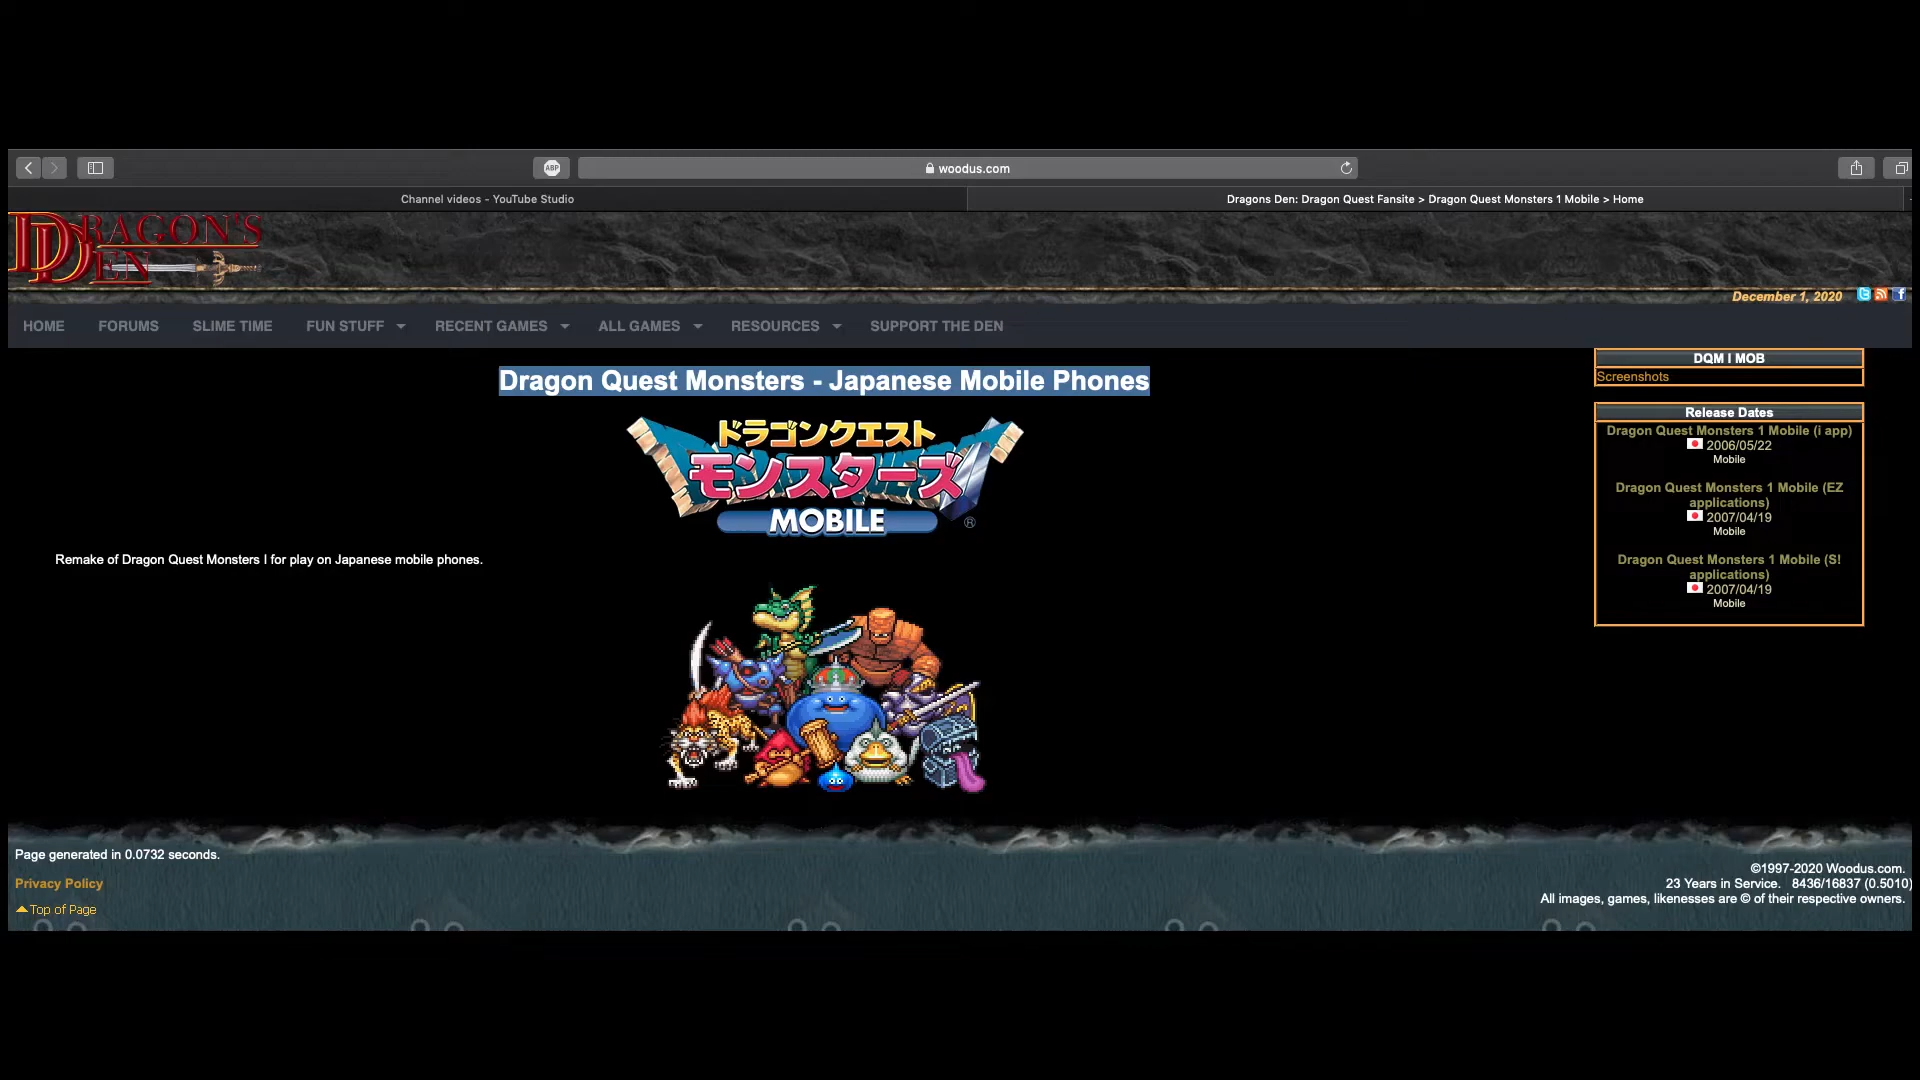 ABP
woodus.com
Channel videos - YouTube Studio
Dragons Den: Dragon Quest Fansite > Dragon Quest Monsters 1 Mobile > Home
DRAGON'S
DEN
December 1, 2020
HOME
FORUMS
SLIME TIME
FUN STUFF
RECENT GAMES
ALL GAMES
RESOURCES
SUPPORT THE DEN
Dragon Quest Monsters - Japanese Mobile Phones
ドラゴンクエスト
モンスターズ
MOBILE ®
Remake of Dragon Quest Monsters I for play on Japanese mobile phones.
DQM I MOB
Screenshots
Release Dates
Dragon Quest Monsters 1 Mobile (i app)
2006/05/22
Mobile
Dragon Quest Monsters 1 Mobile (EZ
applications)
2007/04/19
Mobile
Dragon Quest Monsters 1 Mobile (S!
applications)
2007/04/19
Mobile
Page generated in 0.0732 seconds.
Privacy Policy
Top of Page
©1997-2020 Woodus.com.
23 Years in Service. 8436/16837 (0.5010)
All images, games, likenesses are © of their respective owners.